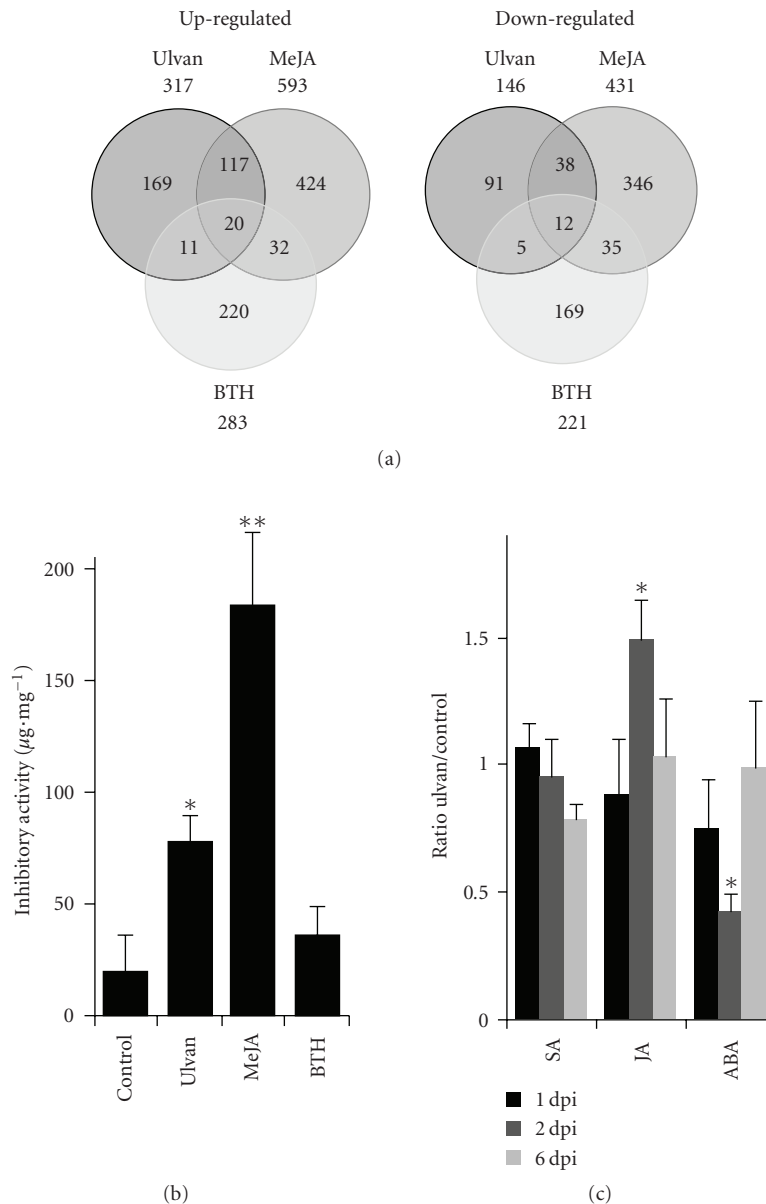 Up-regulated
Down-regulated
Ulvan
317
MeJA
593
Ulvan
146
MeJA
431
169
117
424
20
11
32
220
91
38
346
12
5
35
169
BTH
283
BTH
221
(a)
Inhibitory activity (μg·mg⁻¹)
200
150
100
50
0
*
**
Control
Ulvan
MeJA
BTH
(b)
Ratio ulvan/control
1.5
1
0.5
0
*
*
SA
JA
ABA
1 dpi
2 dpi
6 dpi
(c)